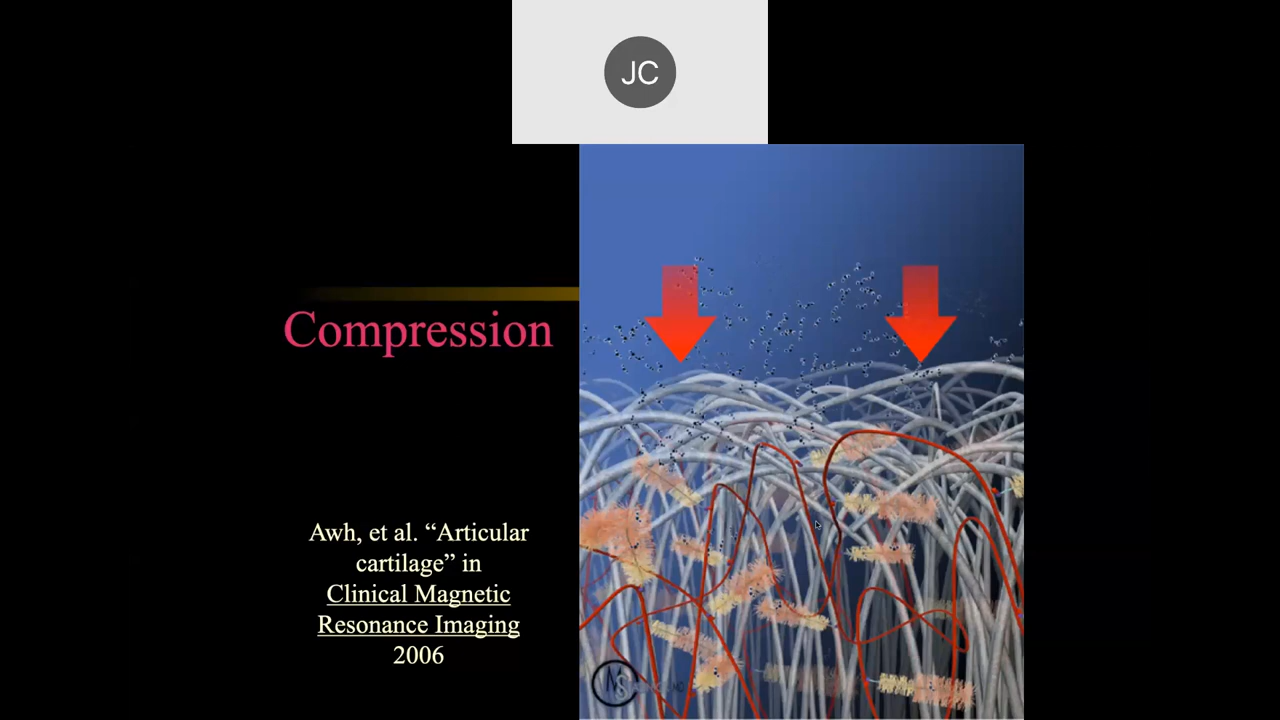 JC
Compression
Awh, et al. “Articular
cartilage” in
Clinical Magnetic
Resonance Imaging
2006